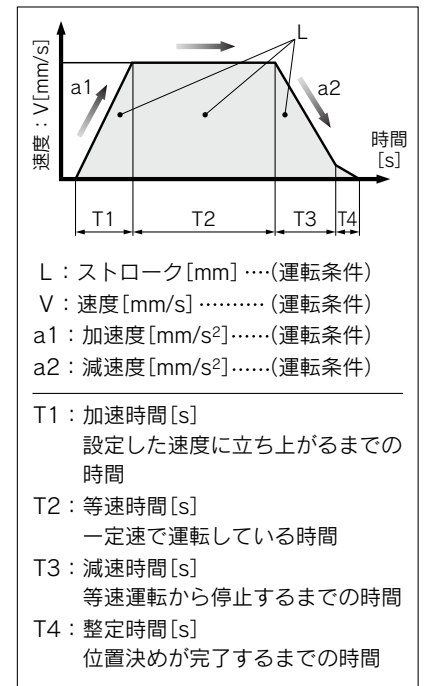 L
a1
a2
速度：V[mm/s]
時間
[s]
T1
T2
T3
T4
L：ストローク[mm]····(運転条件)
V：速度[mm/s]··········(運転条件)
a1：加速度[mm/s²]······(運転条件)
a2：減速度[mm/s²]······(運転条件)
T1：加速時間[s]
設定した速度に立ち上がるまでの
時間
T2：等速時間[s]
一定速で運転している時間
T3：減速時間[s]
等速運転から停止するまでの時間
T4：整定時間[s]
位置決めが完了するまでの時間